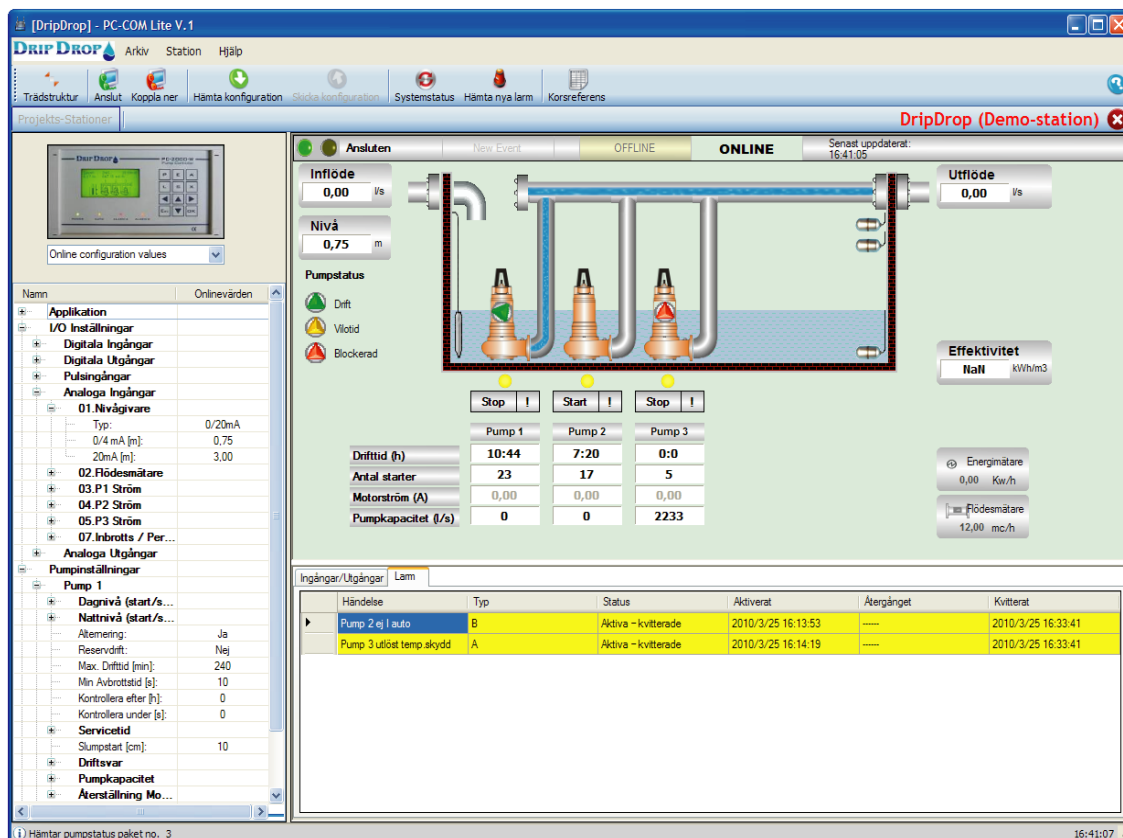 [DripDrop] - PC-COM Lite V.1
DRIP DROP Arkiv Station Hjälp
Trädstruktur Anslut Koppla ner Hämta konfiguration Skicka konfiguration Systemstatus Hämta nya larm Korsreferens
Projekts-Stationer DripDrop (Demo-station)
DRIP DROP
Online configuration values
Namn Onlinevärden
Applikation
I/O Inställningar
Digitala Ingångar
Digitala Utgångar
Pulsingångar
Analoga Ingångar
01.Nivågivare
Typ: 0/20mA
0/4 mA [m]: 0,75
20mA [m]: 3,00
02.Flödesmätare
03.P1 Ström
04.P2 Ström
05.P3 Ström
07.Inbrotts / Per...
Analoga Utgångar
Pumpinställningar
Pump 1
Dagnivå (start/s...
Nattnivå (start/s...
Alternering: Ja
Reservdrift: Nej
Max. Drifttid [min]: 240
Min Avbrottstid [s]: 10
Kontrollera efter [h]: 0
Kontrollera under [s]: 0
Servicetid
Slumpstart [cm]: 10
Driftsvar
Pumpkapacitet
Återställning Mo...
Ansluten New Event OFFLINE ONLINE Senast uppdaterat:
16:41:05
Inflöde
0,00 l/s
Nivå
0,75 m
Utflöde
0,00 l/s
Pumpstatus
Drift
Vilotid
Blockerad
Effektivitet
NaN kWh/m3
Stop ! Start ! Stop !
Pump 1 Pump 2 Pump 3
Drifttid (h) 10:44 7:20 0:0
Antal starter 23 17 5
Motorström (A) 0,00 0,00 0,00
Pumpkapacitet (l/s) 0 0 2233
Energimätare
0,00 Kw/h
Flödesmätare
12,00 mc/h
Ingångar/Utgångar Larm
Händelse Typ Status Aktiverat Återgånget Kvitterat
Pump 2 ej I auto B Aktiva - kvitterade 2010/3/25 16:13:53 ----- 2010/3/25 16:33:41
Pump 3 utlöst temp.skydd A Aktiva - kvitterade 2010/3/25 16:14:19 ----- 2010/3/25 16:33:41
Hämtar pumpstatus paket no. 3 16:41:07